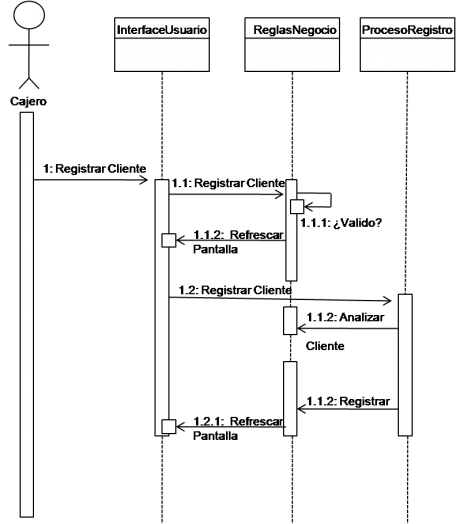 InterfaceUsuario
ReglasNegocio
ProcesoRegistro
Cajero
1: Registrar Cliente
1.1: Registrar Cliente
1.1.1: ¿Valido?
1.1.2: Refrescar
Pantalla
1.2: Registrar Cliente
1.1.2: Analizar
Cliente
1.1.2: Registrar
1.2.1: Refrescar
Pantalla